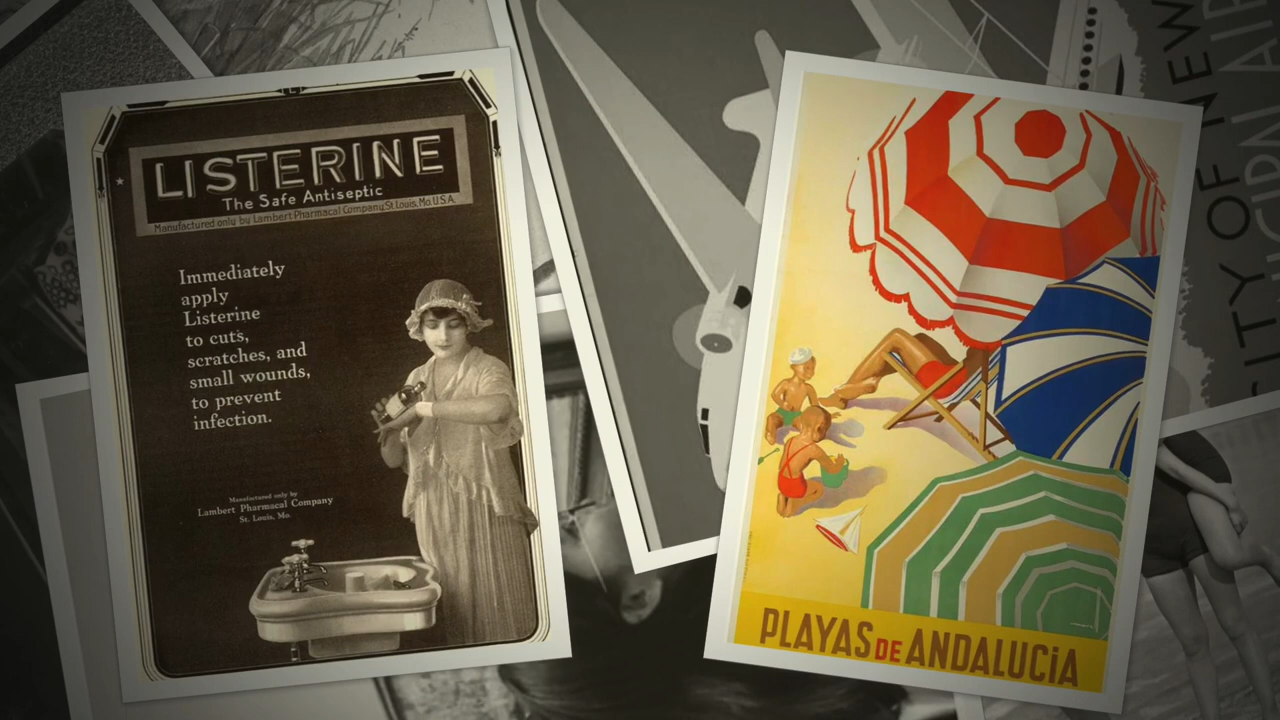 LISTERINE
The Safe Antiseptic
Manufactured only by Lambert Pharmacal Company St. Louis, Mo. U.S.A.
Immediately
apply
Listerine
to cuts,
scratches, and
small wounds,
to prevent
infection.
Manufactured only by
Lambert Pharmacal Company
St. Louis, Mo.
PLAYAS DE ANDALUCiA
CITY OF NEW